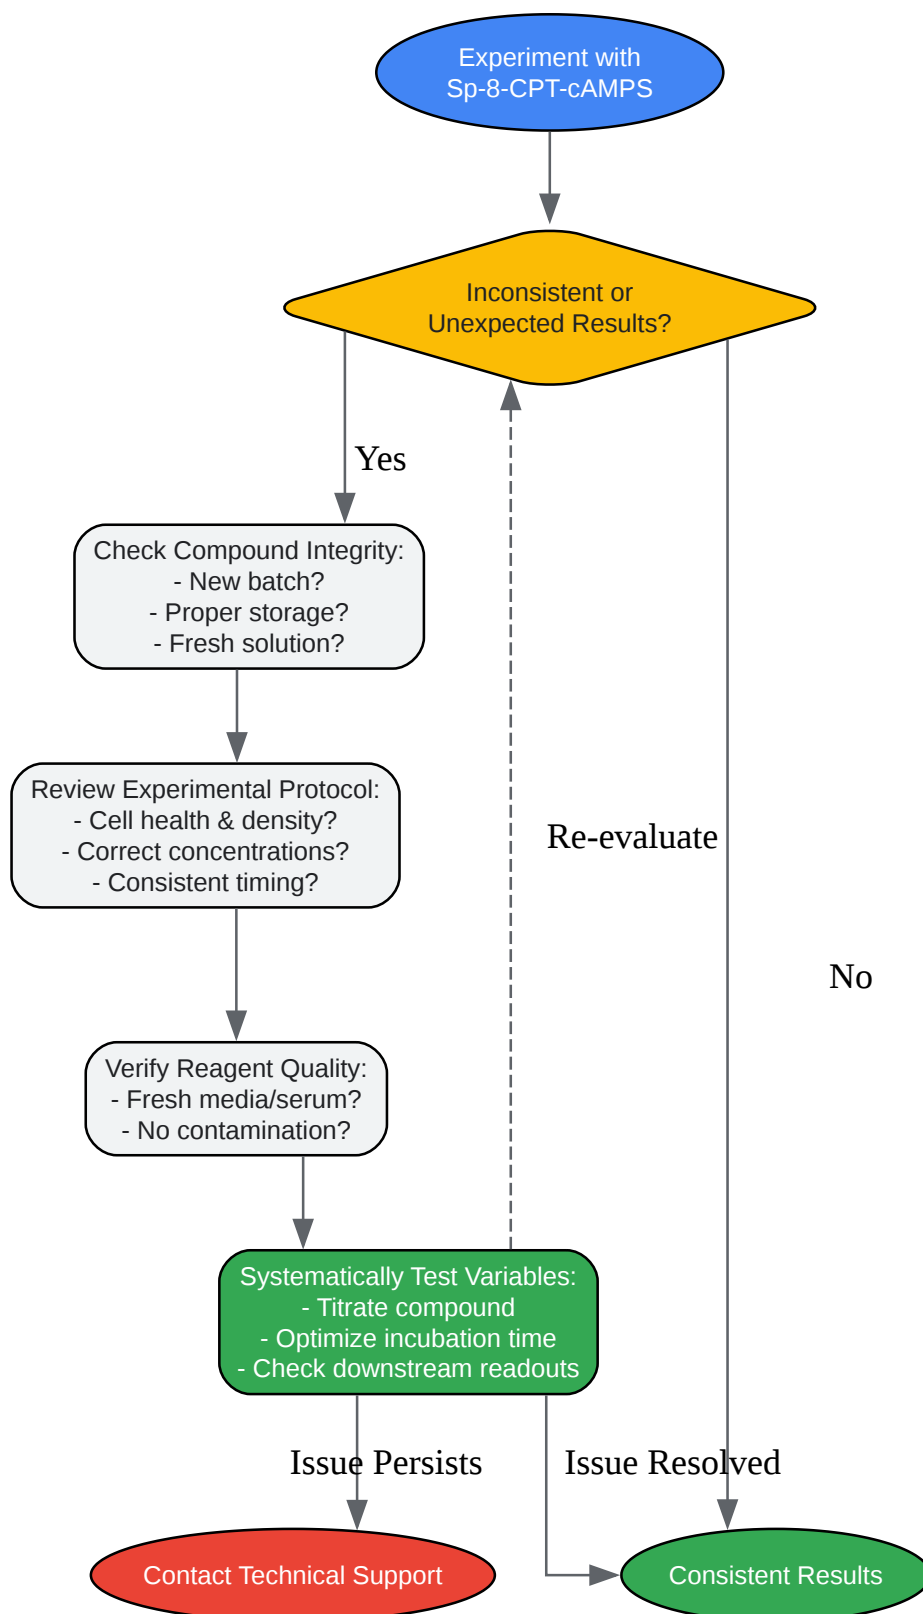 Experiment with
Sp-8-CPT-cAMPS
Inconsistent or
Unexpected Results?
Yes
Check Compound Integrity:
- New batch?
- Proper storage?
- Fresh solution?
Review Experimental Protocol:
- Cell health & density?
- Correct concentrations?
- Consistent timing?
Re-evaluate
No
Verify Reagent Quality:
- Fresh media/serum?
- No contamination?
Systematically Test Variables:
- Titrate compound
- Optimize incubation time
- Check downstream readouts
Issue Persists
Issue Resolved
Contact Technical Support
Consistent Results